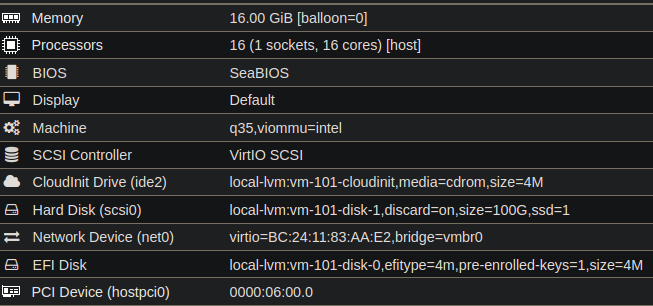 Memory 16.00 GiB [balloon=0]
Processors 16 (1 sockets, 16 cores) [host]
BIOS SeaBIOS
Display Default
Machine q35,viommu=intel
SCSI Controller VirtIO SCSI
CloudInit Drive (ide2) local-lvm:vm-101-cloudinit,media=cdrom,size=4M
Hard Disk (scsi0) local-lvm:vm-101-disk-1,discard=on,size=100G,ssd=1
Network Device (net0) virtio=BC:24:11:83:AA:E2,bridge=vmbr0
EFI Disk local-lvm:vm-101-disk-0,efitype=4m,pre-enrolled-keys=1,size=4M
PCI Device (hostpci0) 0000:06:00.0